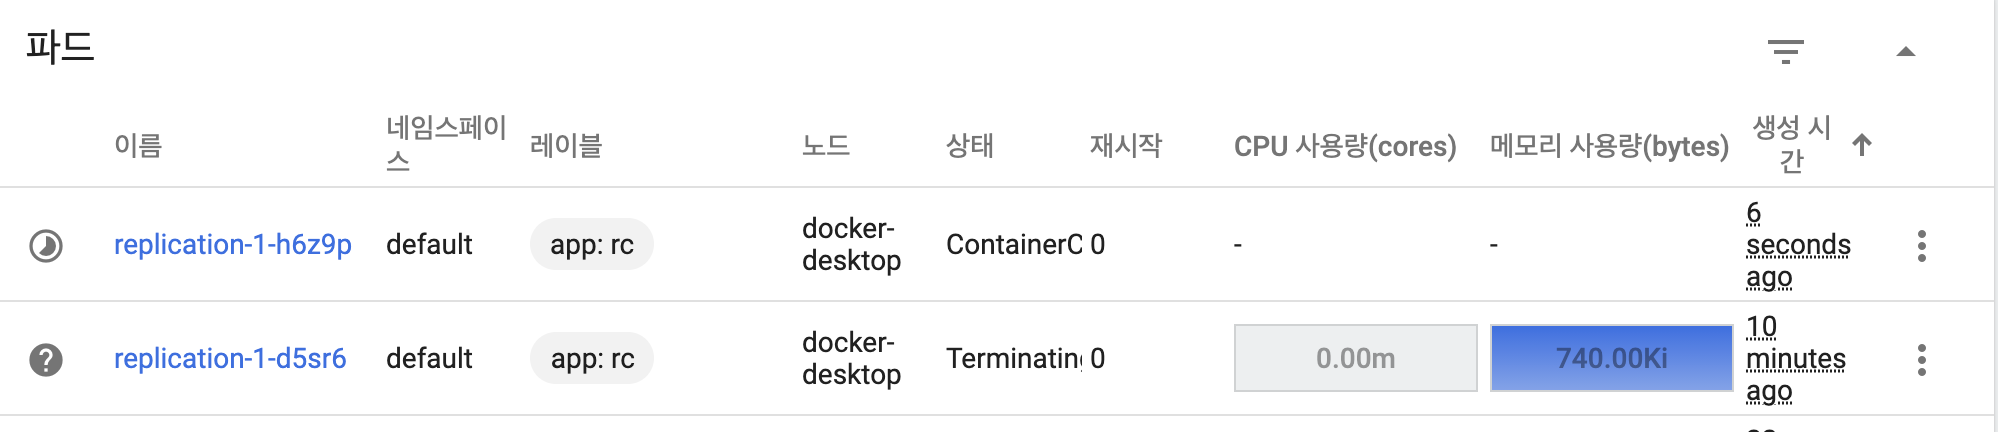 파드
이름 네임스페이스 레이블 노드 상태 재시작 CPU 사용량(cores) 메모리 사용량(bytes) 생성 시간
replication-1-h6z9p default app: rc docker-desktop ContainerC 0 - - 6 seconds ago
replication-1-d5sr6 default app: rc docker-desktop Terminatin 0 0.00m 740.00Ki 10 minutes ago